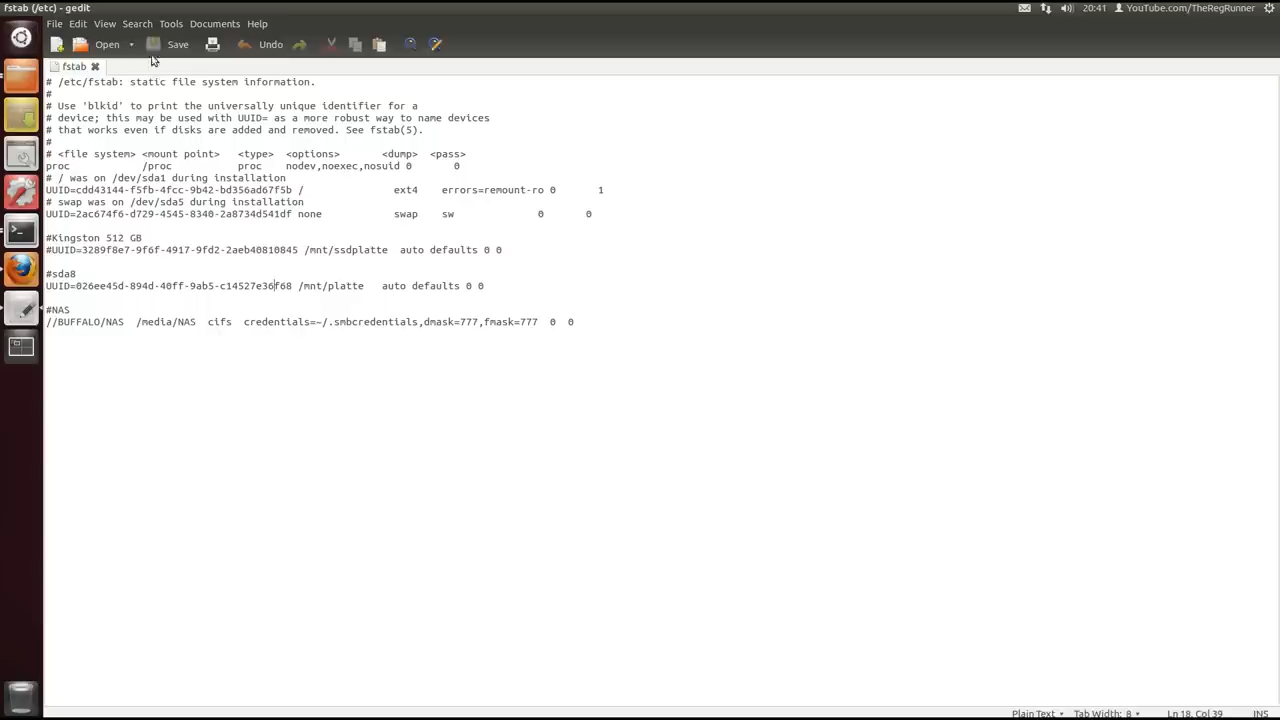 fstab (/etc) - gedit
20:41 YouTube.com/TheRegRunner
File Edit View Search Tools Documents Help
Open Save Undo
fstab
# /etc/fstab: static file system information.
#
# Use 'blkid' to print the universally unique identifier for a
# device; this may be used with UUID= as a more robust way to name devices
# that works even if disks are added and removed. See fstab(5).
#
# <file system> <mount point> <type> <options> <dump> <pass>
proc /proc proc nodev,noexec,nosuid 0 0
# / was on /dev/sda1 during installation
UUID=cdd43144-f5fb-4fcc-9b42-bd356ad67f5b / ext4 errors=remount-ro 0 1
# swap was on /dev/sda5 during installation
UUID=2ac674f6-d729-4545-8340-2a8734d541df none swap sw 0 0
#Kingston 512 GB
#UUID=3289f8e7-9f6f-4917-9fd2-2aeb40810845 /mnt/ssdplatte auto defaults 0 0
#sda8
UUID=026ee45d-894d-40ff-9ab5-c14527e36f68 /mnt/platte auto defaults 0 0
#NAS
//BUFFALO/NAS /media/NAS cifs credentials=~/.smbcredentials,dmask=777,fmask=777 0 0
Plain Text Tab Width: 8 Ln 18, Col 39 INS